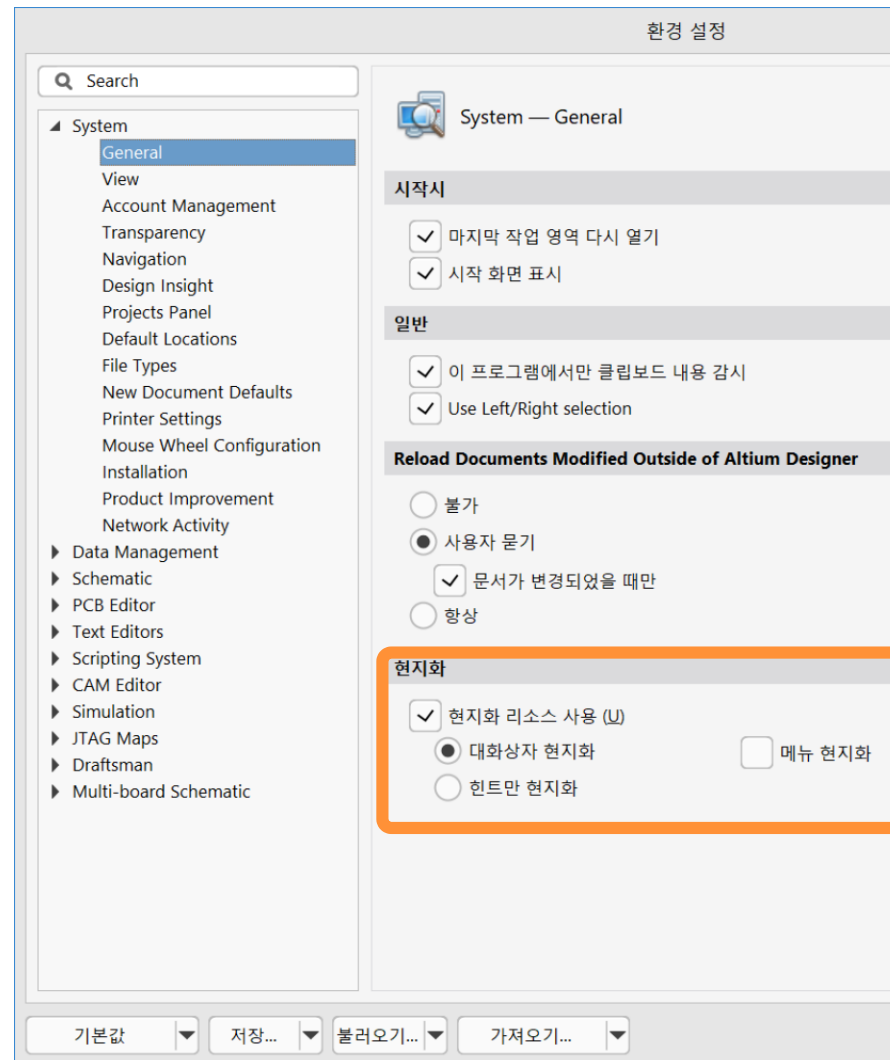 환경 설정
Search
System
General
View
Account Management
Transparency
Navigation
Design Insight
Projects Panel
Default Locations
File Types
New Document Defaults
Printer Settings
Mouse Wheel Configuration
Installation
Product Improvement
Network Activity
Data Management
Schematic
PCB Editor
Text Editors
Scripting System
CAM Editor
Simulation
JTAG Maps
Draftsman
Multi-board Schematic
System — General
시작시
마지막 작업 영역 다시 열기
시작 화면 표시
일반
이 프로그램에서만 클립보드 내용 감시
Use Left/Right selection
Reload Documents Modified Outside of Altium Designer
불가
사용자 묻기
문서가 변경되었을 때만
항상
현지화
현지화 리소스 사용 (U)
대화상자 현지화 메뉴 현지화
힌트만 현지화
기본값 저장... 불러오기... 가져오기...